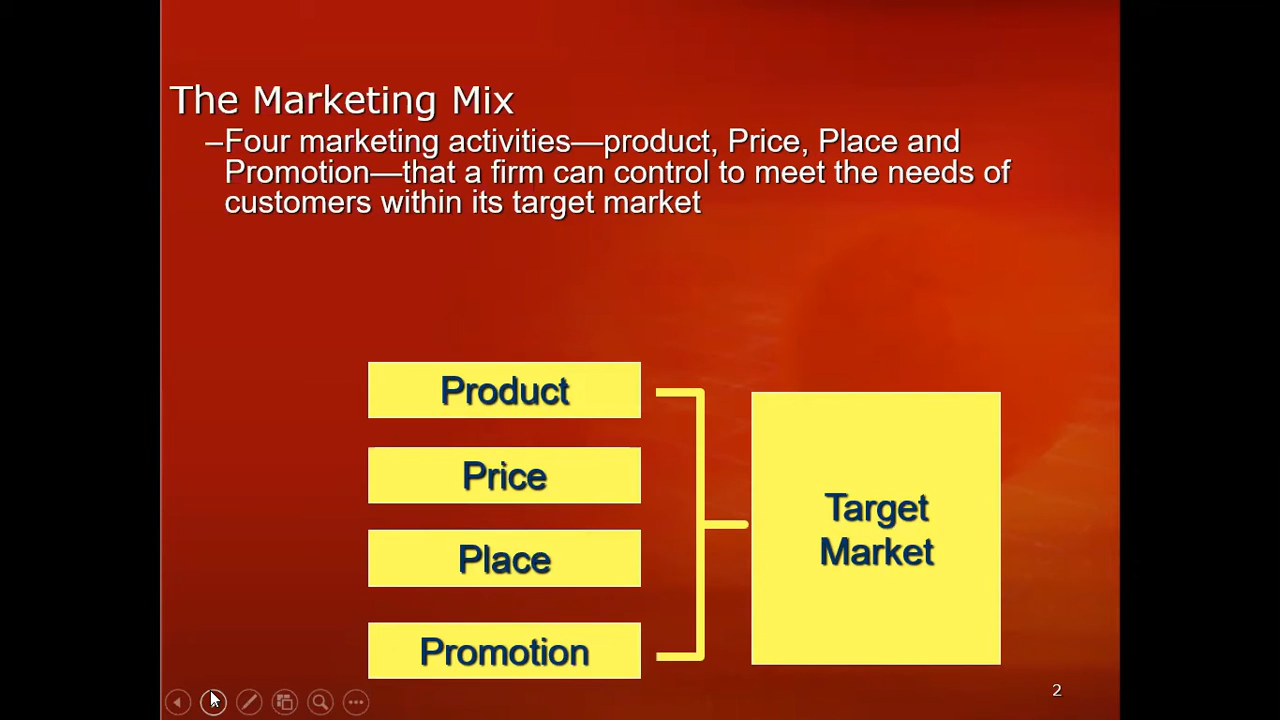 The Marketing Mix
–Four marketing activities—product, Price, Place and
Promotion—that a firm can control to meet the needs of
customers within its target market
Product
Price
Place
Promotion
Target
Market
2